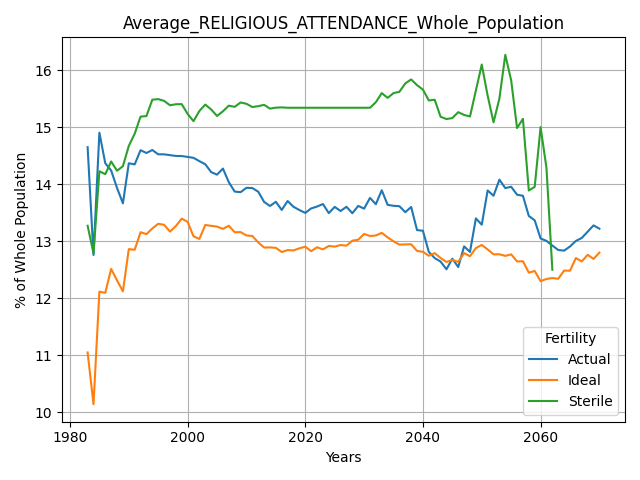 Average_RELIGIOUS_ATTENDANCE_Whole_Population
% of Whole Population
16
15
14
13
12
11
10
1980
2000
2020
2040
2060
Years
Fertility
Actual
Ideal
Sterile